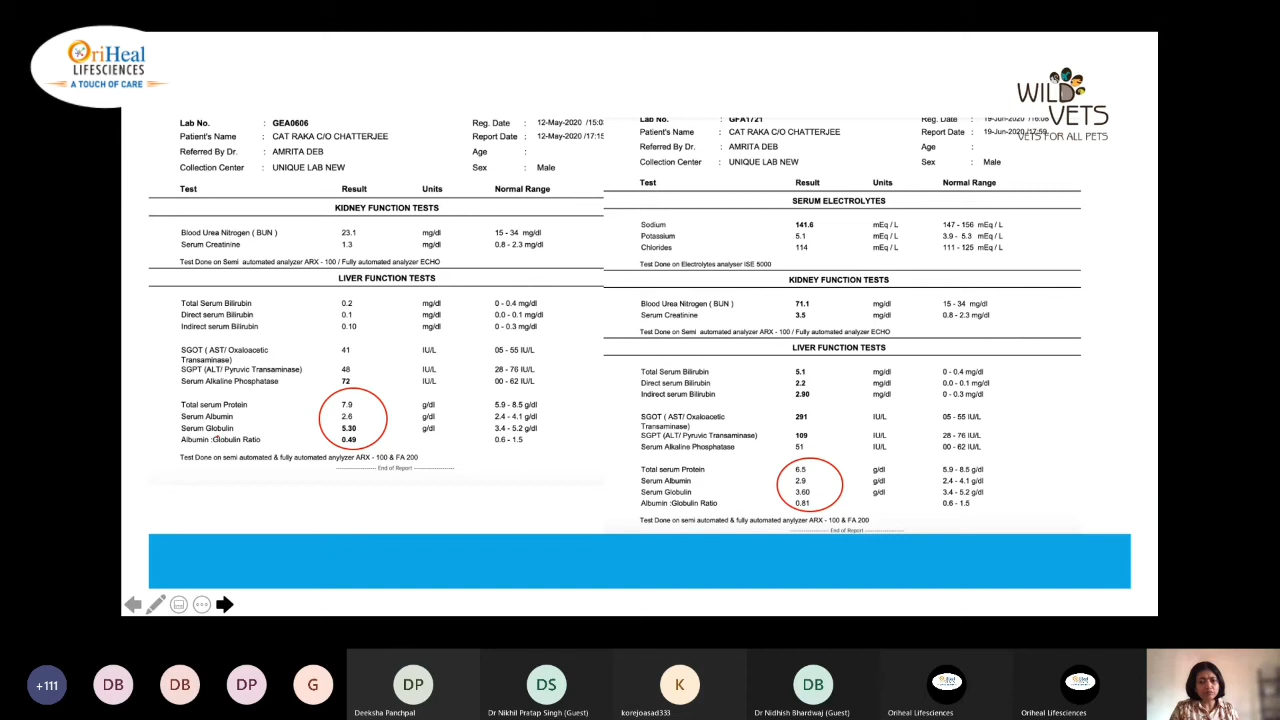 OriHeal
LIFESCIENCES
A TOUCH OF CARE
WILD
VETS
VETS FOR ALL PETS
Lab No. : GEA0606 Reg. Date : 12-May-2020 /15:0
Patient's Name : CAT RAKA C/O CHATTERJEE Report Date : 12-May-2020 /17:15
Referred By Dr. : AMRITA DEB Age :
Collection Center : UNIQUE LAB NEW Sex : Male
Test Result Units Normal Range
KIDNEY FUNCTION TESTS
Blood Urea Nitrogen ( BUN ) 23.1 mg/dl 15 - 34 mg/dl
Serum Creatinine 1.3 mg/dl 0.8 - 2.3 mg/dl
Test Done on Semi automated analyzer ARX - 100 / Fully automated analyzer ECHO
LIVER FUNCTION TESTS
Total Serum Bilirubin 0.2 mg/dl 0 - 0.4 mg/dl
Direct serum Bilirubin 0.1 mg/dl 0.0 - 0.1 mg/dl
Indirect serum Bilirubin 0.10 mg/dl 0 - 0.3 mg/dl
SGOT ( AST/ Oxaloacetic 41 IU/L 05 - 55 IU/L
Transaminase)
SGPT (ALT/ Pyruvic Transaminase) 48 IU/L 28 - 76 IU/L
Serum Alkaline Phosphatase 72 IU/L 00 - 62 IU/L
Total serum Protein 7.9 g/dl 5.9 - 8.5 g/dl
Serum Albumin 2.6 g/dl 2.4 - 4.1 g/dl
Serum Globulin 5.30 g/dl 3.4 - 5.2 g/dl
Albumin :Globulin Ratio 0.49 0.6 - 1.5
Test Done on semi automated & fully automated anylyzer ARX - 100 & FA 200
-------------------- End of Report --------------------
Lab No. : GFA1721 Reg. Date : 19-Jun-2020 /16:08
Patient's Name : CAT RAKA C/O CHATTERJEE Report Date : 19-Jun-2020 /17:59
Referred By Dr. : AMRITA DEB Age :
Collection Center : UNIQUE LAB NEW Sex : Male
Test Result Units Normal Range
SERUM ELECTROLYTES
Sodium 141.6 mEq / L 147 - 156 mEq / L
Potassium 5.1 mEq / L 3.9 - 5.3 mEq / L
Chlorides 114 mEq / L 111 - 125 mEq / L
Test Done on Electrolytes analyser ISE 5000
KIDNEY FUNCTION TESTS
Blood Urea Nitrogen ( BUN ) 71.1 mg/dl 15 - 34 mg/dl
Serum Creatinine 3.5 mg/dl 0.8 - 2.3 mg/dl
Test Done on Semi automated analyzer ARX - 100 / Fully automated analyzer ECHO
LIVER FUNCTION TESTS
Total Serum Bilirubin 5.1 mg/dl 0 - 0.4 mg/dl
Direct serum Bilirubin 2.2 mg/dl 0.0 - 0.1 mg/dl
Indirect serum Bilirubin 2.90 mg/dl 0 - 0.3 mg/dl
SGOT ( AST/ Oxaloacetic 291 IU/L 05 - 55 IU/L
Transaminase)
SGPT (ALT/ Pyruvic Transaminase) 109 IU/L 28 - 76 IU/L
Serum Alkaline Phosphatase 51 IU/L 00 - 62 IU/L
Total serum Protein 6.5 g/dl 5.9 - 8.5 g/dl
Serum Albumin 2.9 g/dl 2.4 - 4.1 g/dl
Serum Globulin 3.60 g/dl 3.4 - 5.2 g/dl
Albumin :Globulin Ratio 0.81 0.6 - 1.5
Test Done on semi automated & fully automated anylyzer ARX - 100 & FA 200
-------------------- End of Report --------------------
+111 DB DB DP G DP DS K DB
Deeksha Panchpal Dr Nikhil Pratap Singh (Guest) korejoasad333 Dr Nidhish Bhardwaj (Guest) Oriheal Lifesciences Oriheal Lifesciences